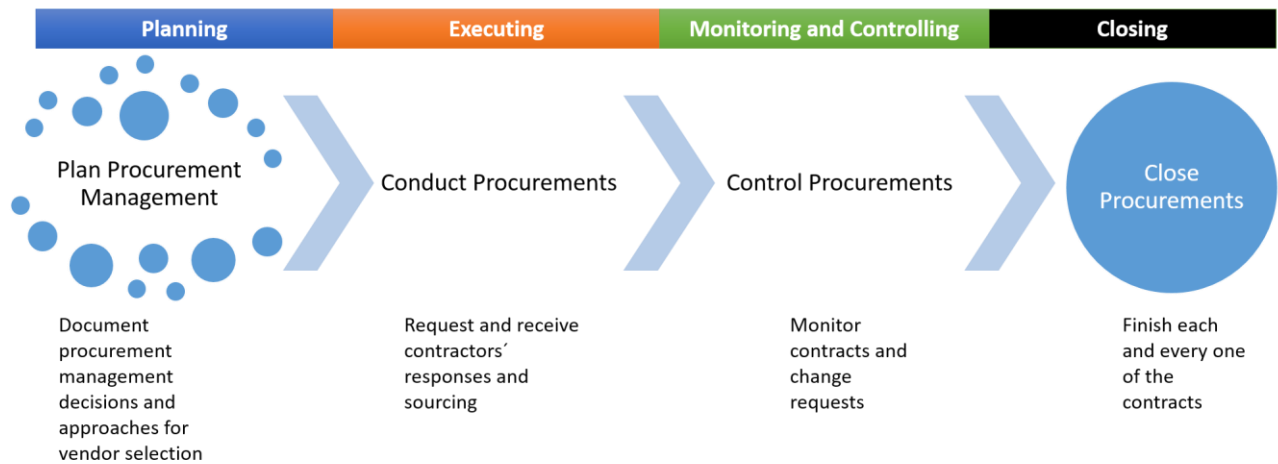 Planning
Executing
Monitoring and Controlling
Closing
Plan Procurement
Management
Conduct Procurements
Control Procurements
Close
Procurements
Document
procurement
management
decisions and
approaches for
vendor selection
Request and receive
contractors´
responses and
sourcing
Monitor
contracts and
change
requests
Finish each
and every one
of the
contracts